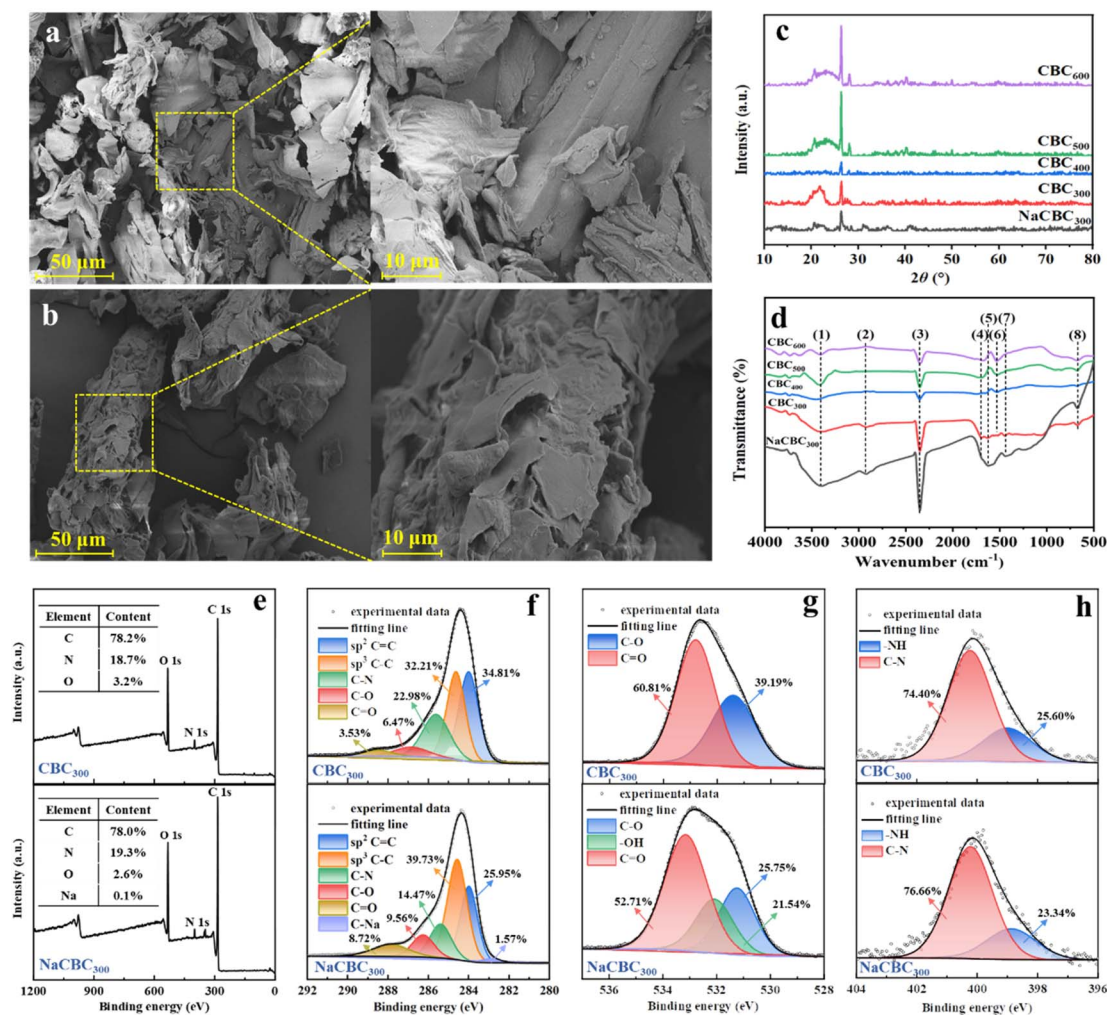 a
50 µm
10 µm
b
50 µm
10 µm
c
Intensity (a.u.)
CBC600
CBC500
CBC400
CBC300
NaCBC300
10 20 30 40 50 60 70 80
2θ (°)
d
(1) (2) (3) (4) (5) (6) (7) (8)
CBC600
CBC500
CBC400
CBC300
NaCBC300
Transmittance (%)
4000 3500 3000 2500 2000 1500 1000 500
Wavenumber (cm-1)
e
Intensity (a.u.)
Element Content
C 78.2%
N 18.7%
O 3.2%
C 1s
O 1s
N 1s
CBC300
Intensity (a.u.)
Element Content
C 78.0%
N 19.3%
O 2.6%
Na 0.1%
C 1s
O 1s
N 1s
NaCBC300
1200 900 600 300 0
Binding energy (eV)
f
experimental data
fitting line
sp2 C=C
sp3 C-C
C-N
C-O
C=O
32.21%
34.81%
22.98%
6.47%
3.53%
CBC300
experimental data
fitting line
sp2 C=C
sp3 C-C
C-N
C-O
C=O
C-Na
39.73%
25.95%
14.47%
9.56%
8.72%
1.57%
NaCBC300
292 290 288 286 284 282 280
Binding energy (eV)
g
experimental data
fitting line
C-O
C=O
60.81%
39.19%
CBC300
experimental data
fitting line
C-O
-OH
C=O
52.71%
25.75%
21.54%
NaCBC300
536 534 532 530 528
Binding energy (eV)
h
experimental data
fitting line
-NH
C-N
74.40%
25.60%
CBC300
experimental data
fitting line
-NH
C-N
76.66%
23.34%
NaCBC300
404 402 400 398 396
Binding energy (eV)